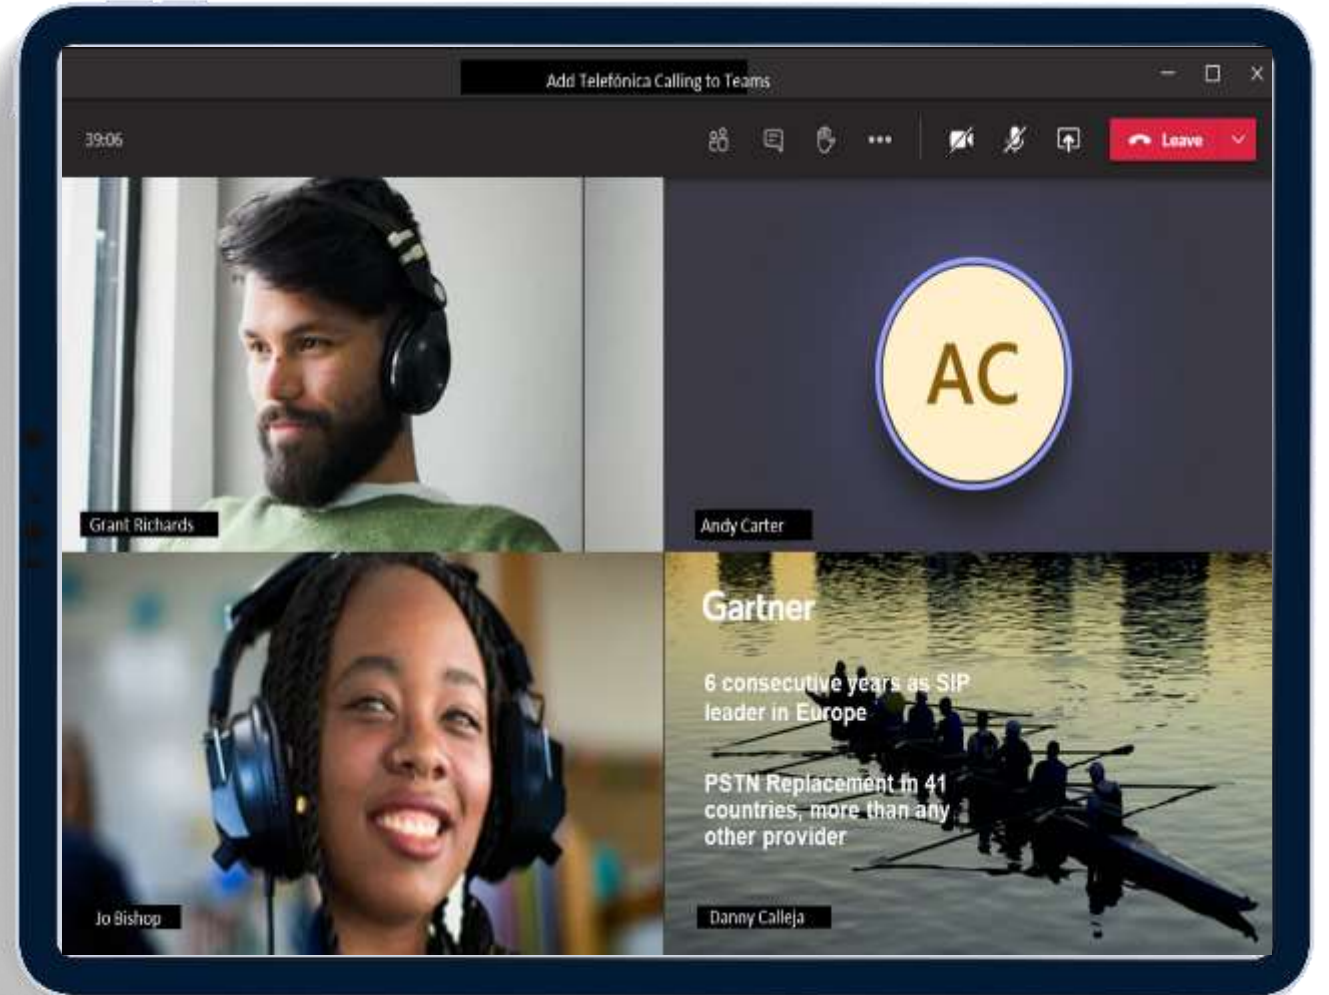 Add Telefónica Calling to Teams
39:06
Leave
AC
Grant Richards
Andy Carter
Gartner
6 consecutive years as SIP
leader in Europe
PSTN Replacement in 41
countries, more than any
other provider
Jo Bishop
Danny Calleja